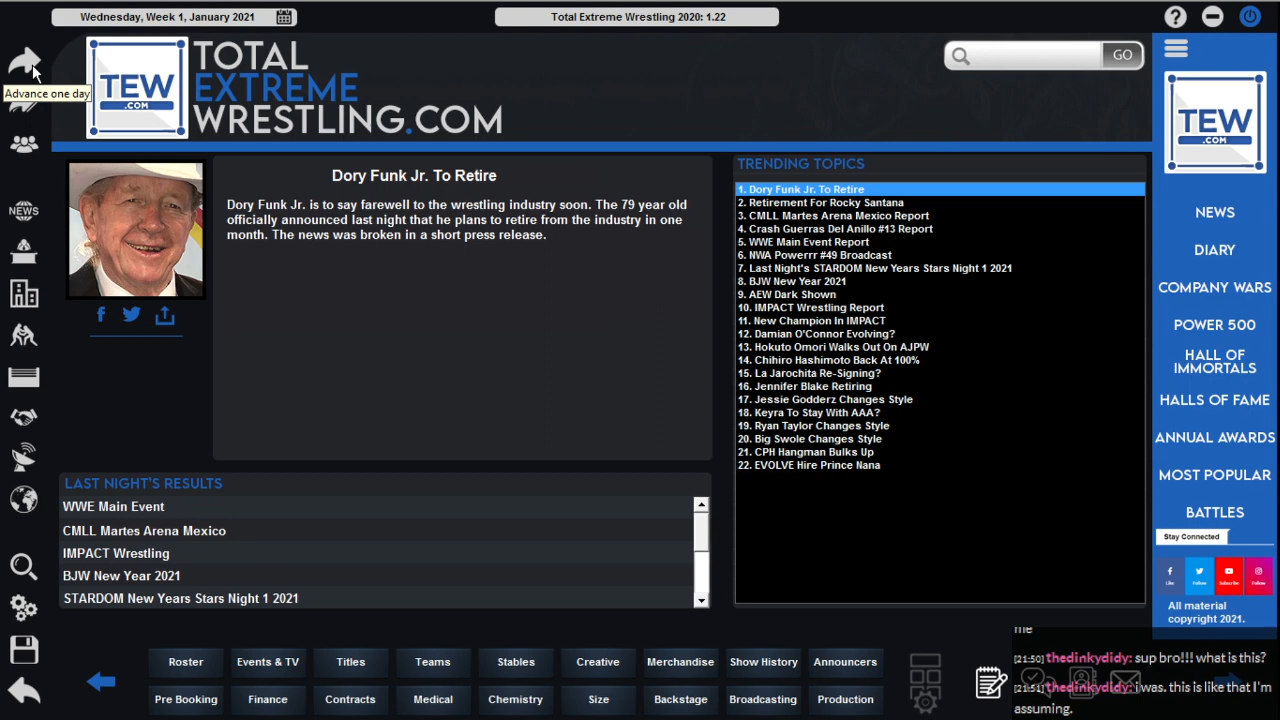 Wednesday, Week 1, January 2021
Total Extreme Wrestling 2020: 1.22
?
Advance one day
TEW
.COM
TOTAL
EXTREME
WRESTLING.COM
GO
TEW
.COM
NEWS
Dory Funk Jr. To Retire
Dory Funk Jr. is to say farewell to the wrestling industry soon. The 79 year old
officially announced last night that he plans to retire from the industry in one
month. The news was broken in a short press release.
TRENDING TOPICS
1. Dory Funk Jr. To Retire
2. Retirement For Rocky Santana
3. CMLL Martes Arena Mexico Report
4. Crash Guerras Del Anillo #13 Report
5. WWE Main Event Report
6. NWA Powerrr #49 Broadcast
7. Last Night's STARDOM New Years Stars Night 1 2021
8. BJW New Year 2021
9. AEW Dark Shown
10. IMPACT Wrestling Report
11. New Champion In IMPACT
12. Damian O'Connor Evolving?
13. Hokuto Omori Walks Out On AJPW
14. Chihiro Hashimoto Back At 100%
15. La Jarochita Re-Signing?
16. Jennifer Blake Retiring
17. Jessie Godderz Changes Style
18. Keyra To Stay With AAA?
19. Ryan Taylor Changes Style
20. Big Swole Changes Style
21. CPH Hangman Bulks Up
22. EVOLVE Hire Prince Nana
LAST NIGHT'S RESULTS
WWE Main Event
CMLL Martes Arena Mexico
IMPACT Wrestling
BJW New Year 2021
STARDOM New Years Stars Night 1 2021
NEWS
DIARY
COMPANY WARS
POWER 500
HALL OF
IMMORTALS
HALLS OF FAME
ANNUAL AWARDS
MOST POPULAR
BATTLES
Stay Connected
Like
Follow
Subscribe
Follow
All material
copyright 2021.
Roster
Events & TV
Titles
Teams
Stables
Creative
Merchandise
Show History
Announcers
Pre Booking
Finance
Contracts
Medical
Chemistry
Size
Backstage
Broadcasting
Production
me
[21:50] thedinkydidy: sup bro!!! what is this?
[21:51] thedinkydidy: i was. this is like that I'm
assuming.